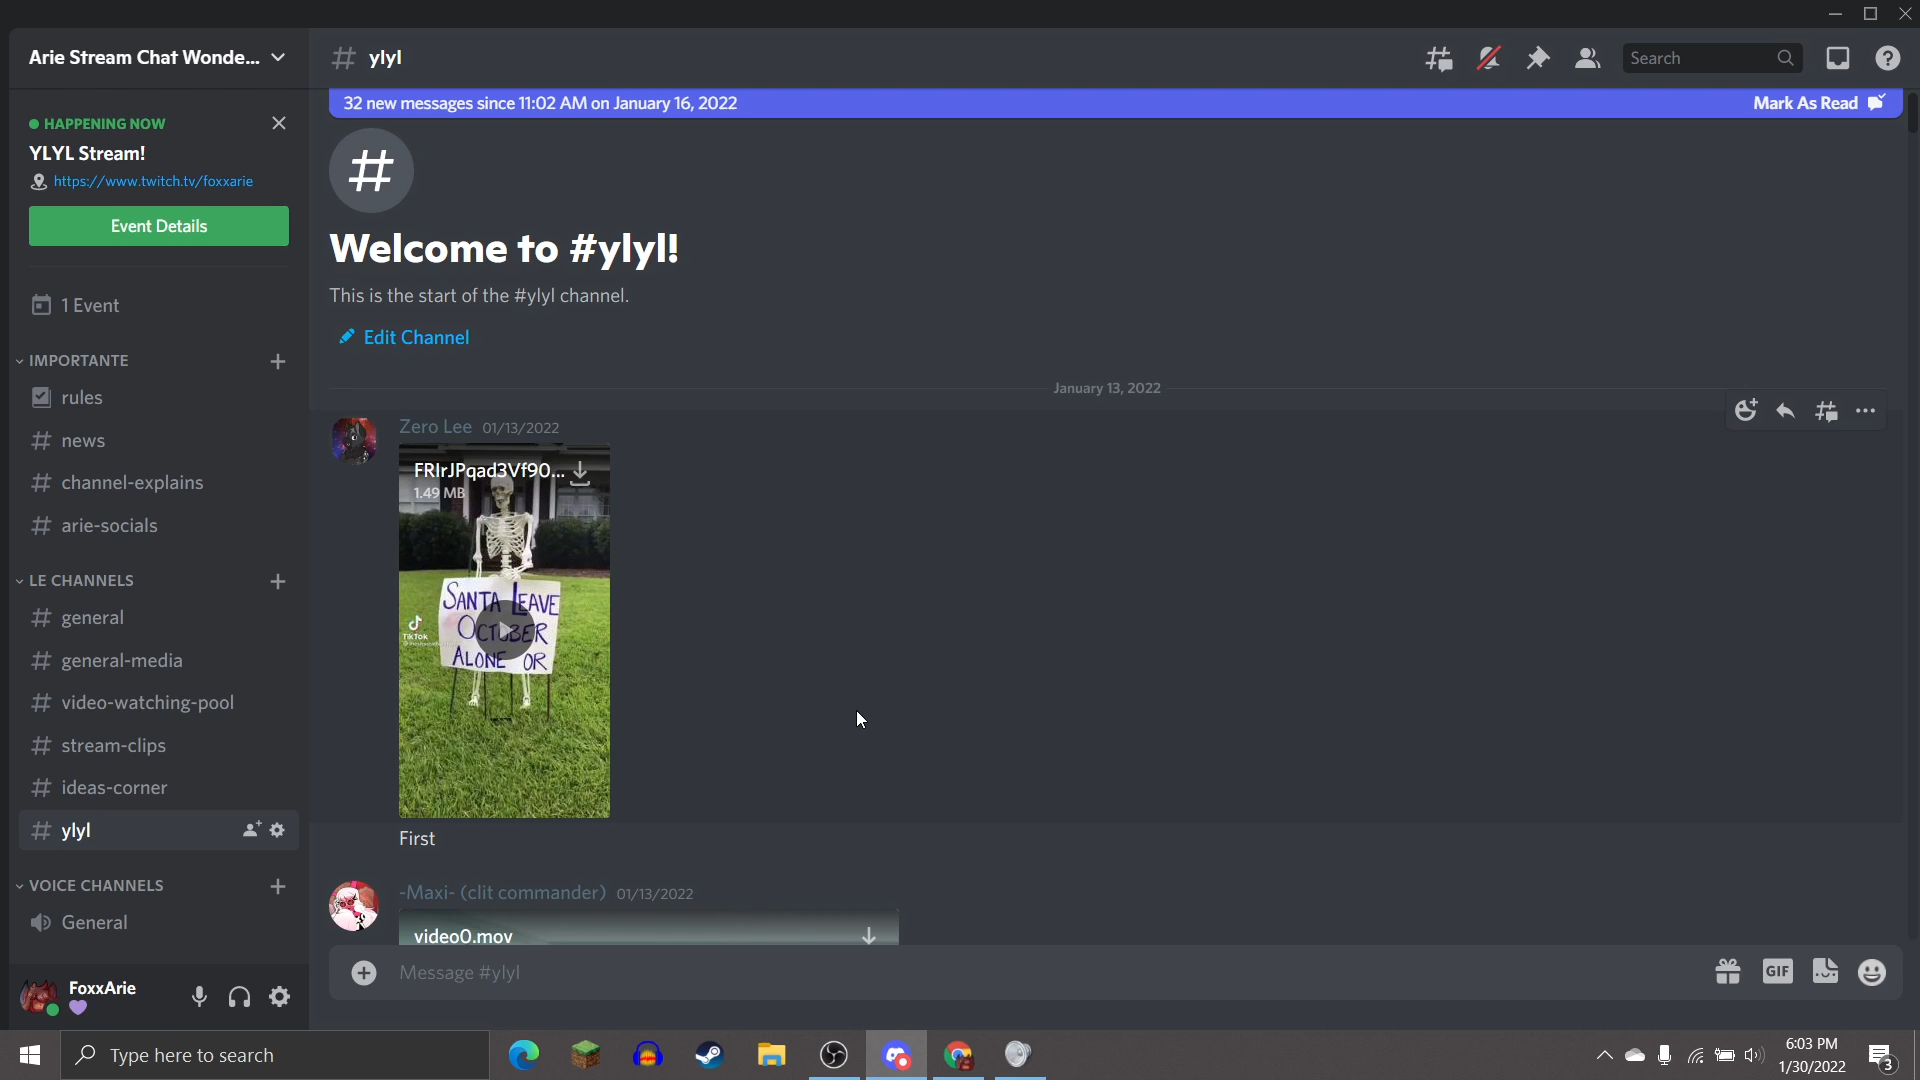 Arie Stream Chat Wonde...
# ylyl
Search
HAPPENING NOW
YLYL Stream!
https://www.twitch.tv/foxxarie
Event Details
1 Event
IMPORTANTE
rules
news
channel-explains
arie-socials
LE CHANNELS
general
general-media
video-watching-pool
stream-clips
ideas-corner
ylyl
VOICE CHANNELS
General
FoxxArie
32 new messages since 11:02 AM on January 16, 2022
Mark As Read
#
Welcome to #ylyl!
This is the start of the #ylyl channel.
Edit Channel
January 13, 2022
Zero Lee 01/13/2022
FRIrJPqad3Vf90...
1.49 MB
SANTA LEAVE
OCTOBER
ALONE OR
TikTok
First
-Maxi- (clit commander) 01/13/2022
video0.mov
Message #ylyl
GIF
Type here to search
6:03 PM
1/30/2022
3